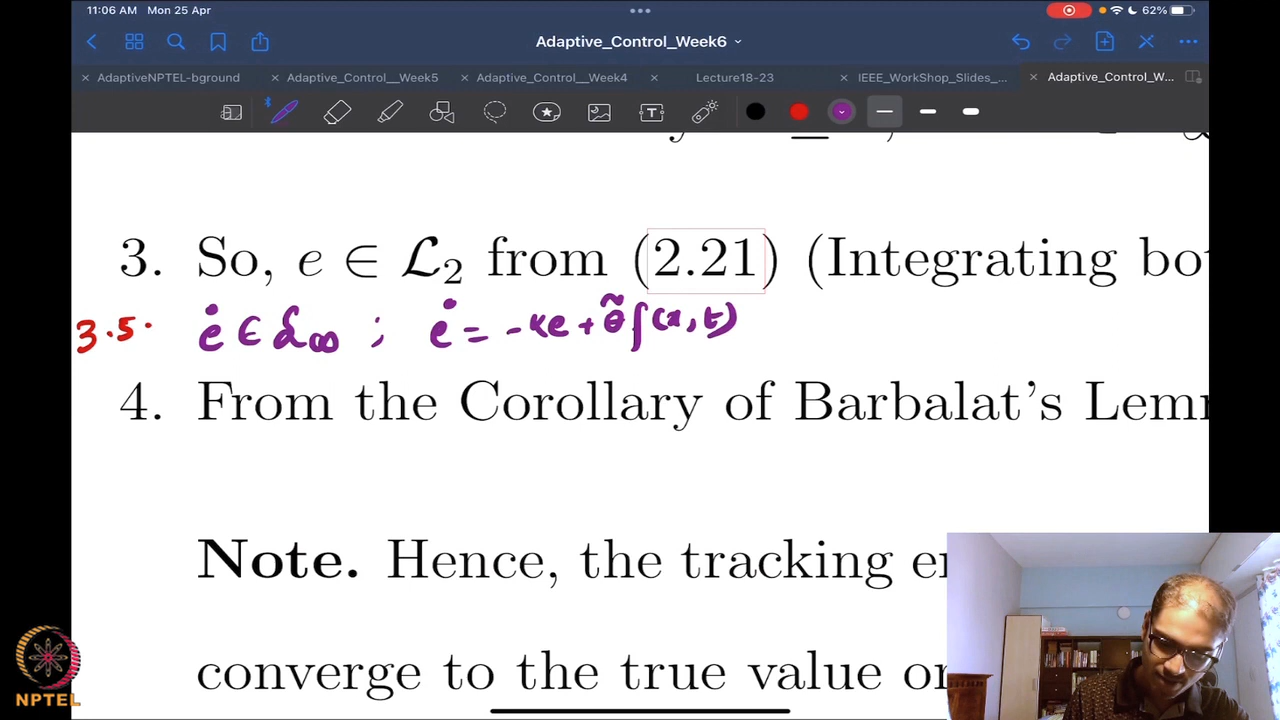 11:06 AM Mon 25 Apr
62%
Adaptive_Control_Week6
AdaptiveNPTEL-bground
Adaptive_Control__Week5
Adaptive_Control__Week4
Lecture18-23
IEEE_WorkShop_Slides_...
Adaptive_Control_W...
3. So, e ∈ ℒ₂ from (2.21) (Integrating bot
3.5. ė ∈ ℒ∞ ; ė = -ke + θ̃f(x,t)
4. From the Corollary of Barbalat's Lem
Note. Hence, the tracking er
converge to the true value or
NPTEL